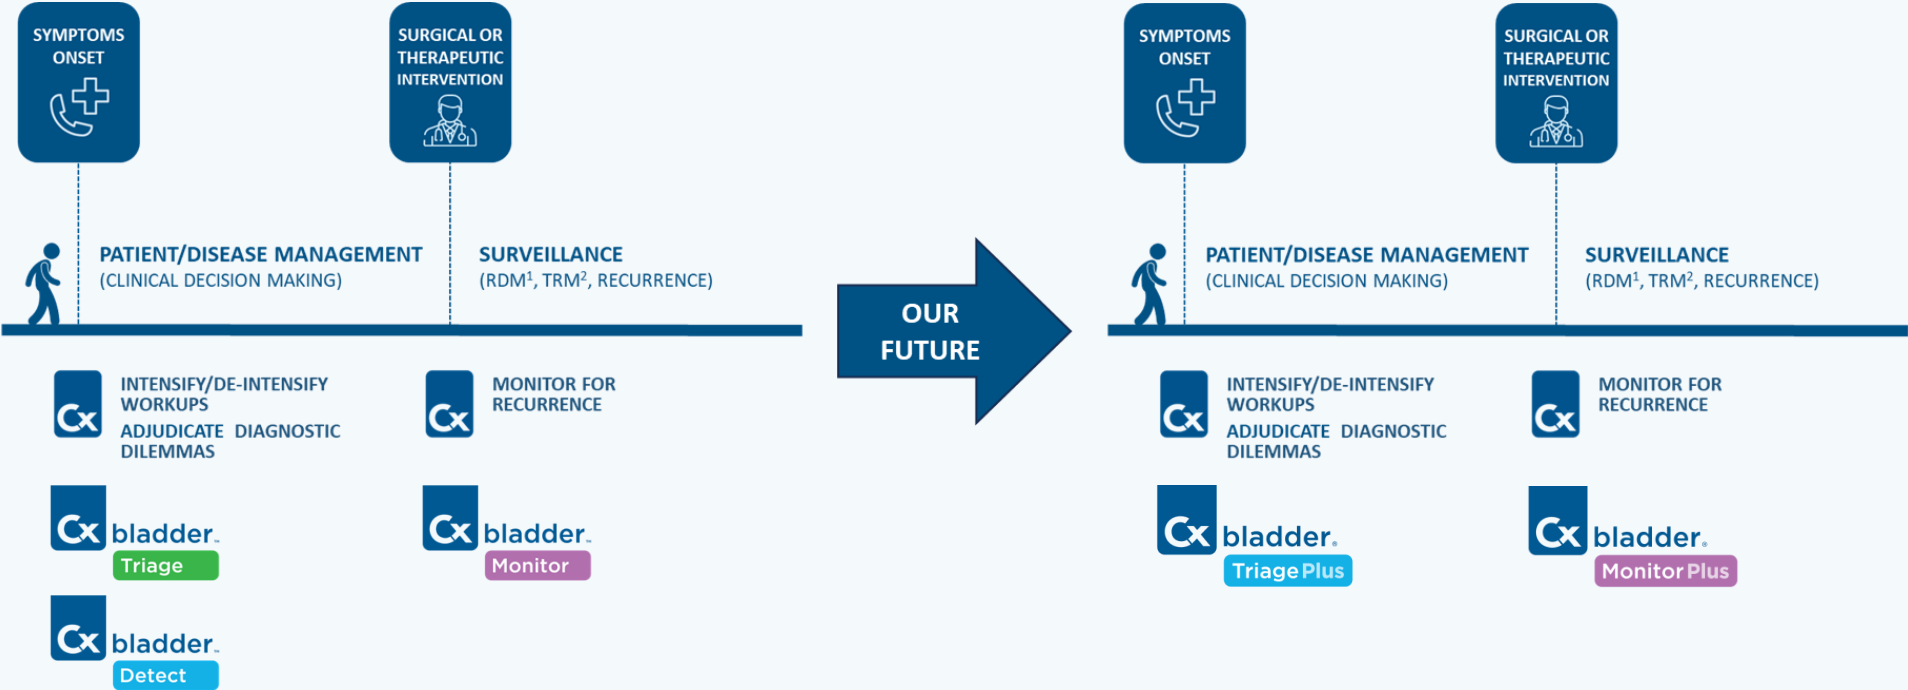 SYMPTOMS
ONSET
SURGICAL OR
THERAPEUTIC
INTERVENTION
PATIENT/DISEASE MANAGEMENT
(CLINICAL DECISION MAKING)
SURVEILLANCE
(RDM¹, TRM², RECURRENCE)
Cx
INTENSIFY/DE-INTENSIFY
WORKUPS
ADJUDICATE DIAGNOSTIC
DILEMMAS
Cx
MONITOR FOR
RECURRENCE
Cx bladder™
Triage
Cx bladder™
Monitor
Cx bladder™
Detect
OUR
FUTURE
SYMPTOMS
ONSET
SURGICAL OR
THERAPEUTIC
INTERVENTION
PATIENT/DISEASE MANAGEMENT
(CLINICAL DECISION MAKING)
SURVEILLANCE
(RDM¹, TRM², RECURRENCE)
Cx
INTENSIFY/DE-INTENSIFY
WORKUPS
ADJUDICATE DIAGNOSTIC
DILEMMAS
Cx
MONITOR FOR
RECURRENCE
Cx bladder®
Triage Plus
Cx bladder®
Monitor Plus